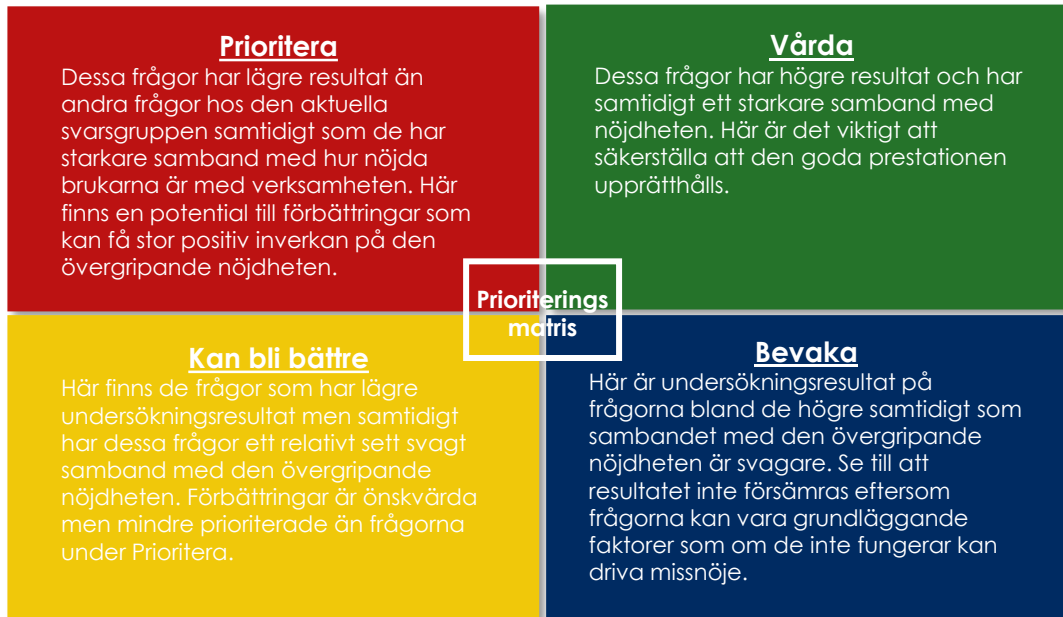 Prioritera
Dessa frågor har lägre resultat än
andra frågor hos den aktuella
svarsgruppen samtidigt som de har
starkare samband med hur nöjda
brukarna är med verksamheten. Här
finns en potential till förbättringar som
kan få stor positiv inverkan på den
övergripande nöjdheten.
Vårda
Dessa frågor har högre resultat och har
samtidigt ett starkare samband med
nöjdheten. Här är det viktigt att
säkerställa att den goda prestationen
upprätthålls.
Prioriterings
matris
Kan bli bättre
Här finns de frågor som har lägre
undersökningsresultat men samtidigt
har dessa frågor ett relativt sett svagt
samband med den övergripande
nöjdheten. Förbättringar är önskvärda
men mindre prioriterade än frågorna
under Prioritera.
Bevaka
Här är undersökningsresultat på
frågorna bland de högre samtidigt som
sambandet med den övergripande
nöjdheten är svagare. Se till att
resultatet inte försämras eftersom
frågorna kan vara grundläggande
faktorer som om de inte fungerar kan
driva missnöje.